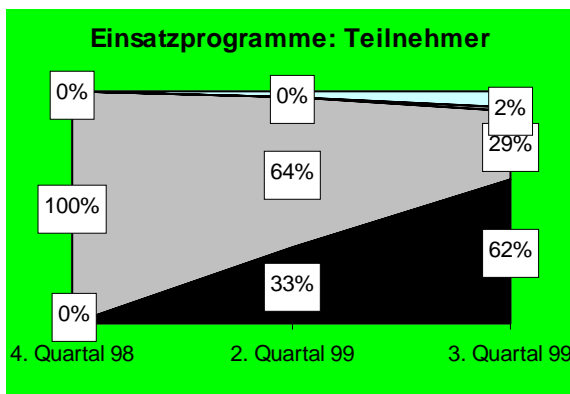 Einsatzprogramme: Teilnehmer
0% 0% 2%
29%
64%
100%
62%
33%
0%
4. Quartal 98 2. Quartal 99 3. Quartal 99